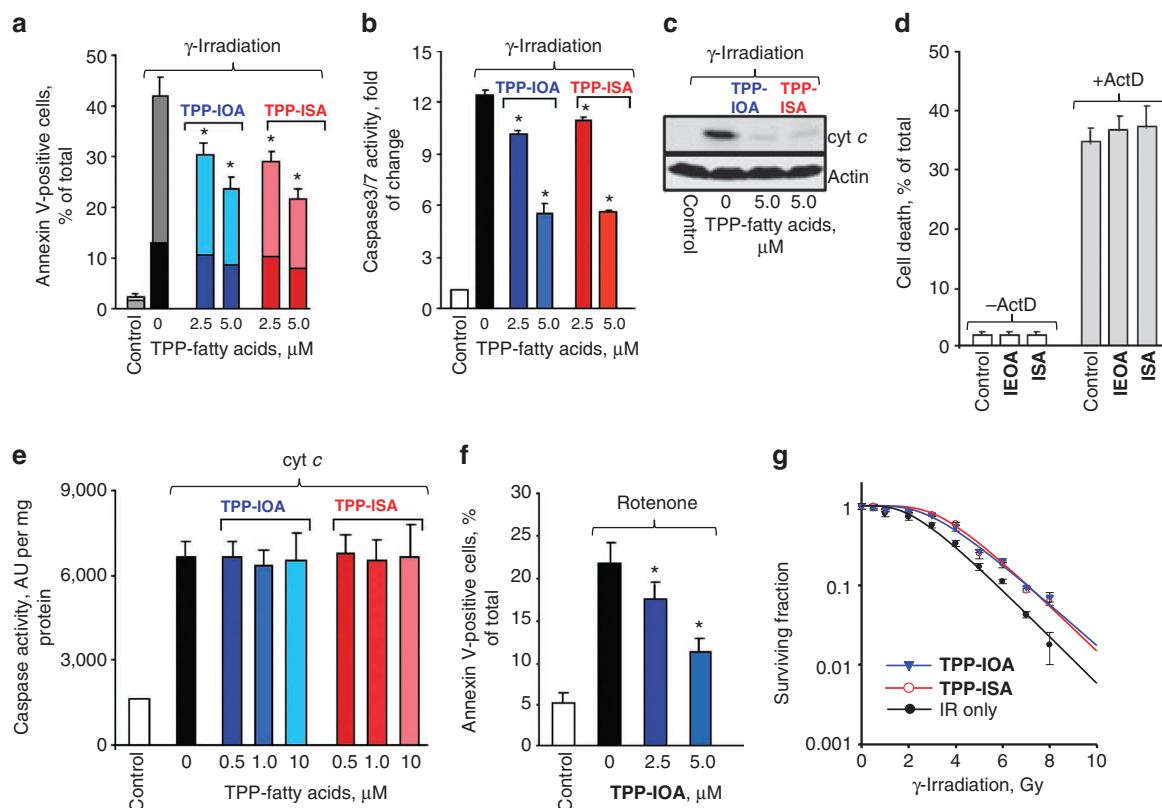 a
γ-Irradiation
TPP-IOA
TPP-ISA
Annexin V-positive cells,
% of total
50
40
30
20
10
0
*
*
*
*
Control
0
2.5
5.0
2.5
5.0
TPP-fatty acids, μM
b
γ-Irradiation
TPP-IOA
TPP-ISA
Caspase3/7 activity, fold
of change
15
12
9
6
3
0
*
*
*
*
Control
0
2.5
5.0
2.5
5.0
TPP-fatty acids, μM
c
γ-Irradiation
TPP-
IOA
TPP-
ISA
cyt c
Actin
Control
0
5.0
5.0
TPP-fatty acids,
μM
d
Cell death, % of total
50
40
30
20
10
0
+ActD
–ActD
Control
IEOA
ISA
Control
IEOA
ISA
e
cyt c
TPP-IOA
TPP-ISA
Caspase activity, AU per mg
protein
9,000
6,000
3,000
0
Control
0
0.5
1.0
10
0.5
1.0
10
TPP-fatty acids, μM
f
Rotenone
Annexin V-positive cells, %
of total
30
25
20
15
10
5
0
*
*
Control
0
2.5
5.0
TPP-IOA, μM
g
Surviving fraction
1
0.1
0.01
0.001
TPP-IOA
TPP-ISA
IR only
0
2
4
6
8
10
γ-Irradiation, Gy